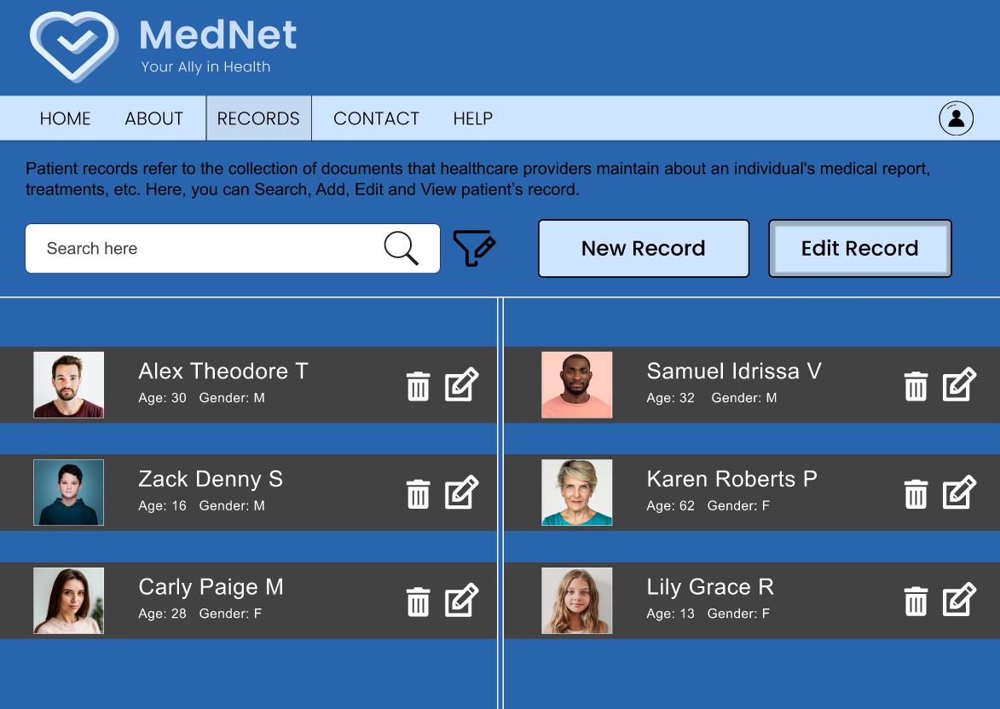 MedNet
Your Ally in Health
HOME ABOUT RECORDS CONTACT HELP
Patient records refer to the collection of documents that healthcare providers maintain about an individual's medical report,
treatments, etc. Here, you can Search, Add, Edit and View patient's record.
Search here
New Record
Edit Record
Alex Theodore T
Age: 30 Gender: M
Samuel Idrissa V
Age: 32 Gender: M
Zack Denny S
Age: 16 Gender: M
Karen Roberts P
Age: 62 Gender: F
Carly Paige M
Age: 28 Gender: F
Lily Grace R
Age: 13 Gender: F